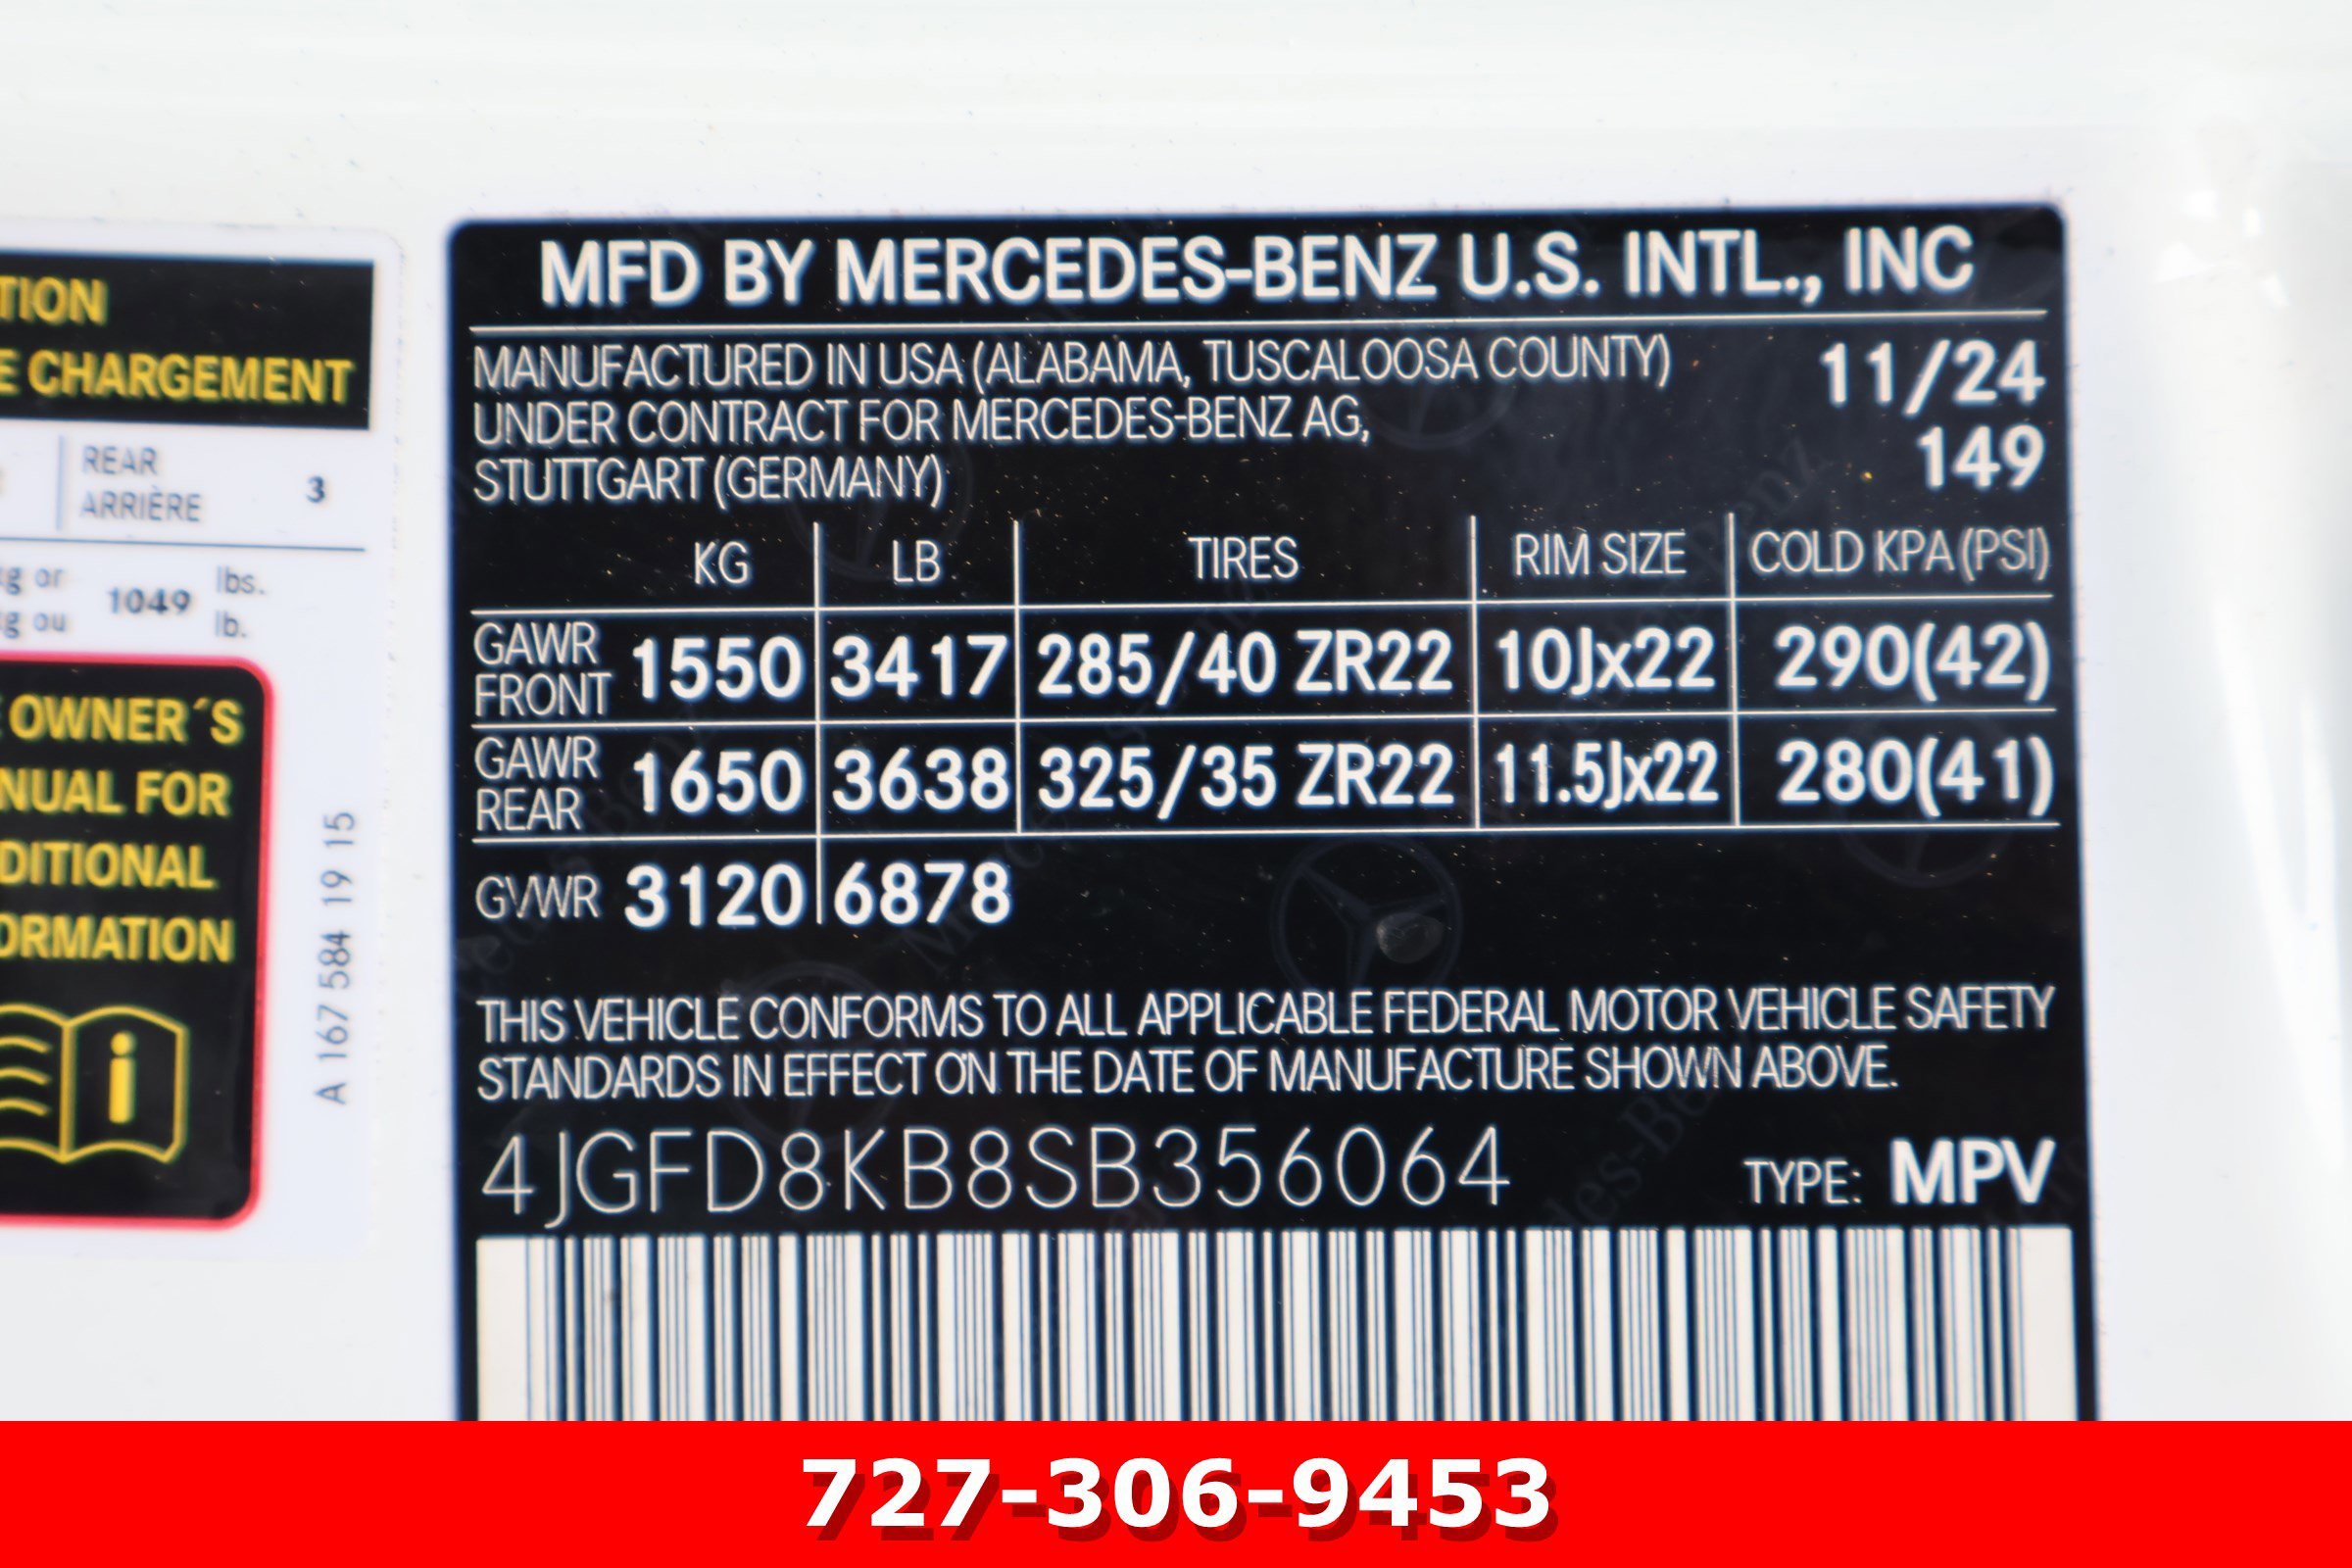 TION
E CHARGEMENT
REAR
ARRIÈRE 3
kg or 1049 lbs.
kg ou lb.
OWNER´S
NUAL FOR
DITIONAL
ORMATION
A 167 584 19 15
MFD BY MERCEDES-BENZ U.S. INTL., INC
MANUFACTURED IN USA (ALABAMA, TUSCALOOSA COUNTY) 11/24
UNDER CONTRACT FOR MERCEDES-BENZ AG, 149
STUTTGART (GERMANY)
KG LB TIRES RIM SIZE COLD KPA (PSI)
GAWR FRONT 1550 3417 285/40 ZR22 10Jx22 290(42)
GAWR REAR 1650 3638 325/35 ZR22 11.5Jx22 280(41)
GVWR 3120 6878
THIS VEHICLE CONFORMS TO ALL APPLICABLE FEDERAL MOTOR VEHICLE SAFETY
STANDARDS IN EFFECT ON THE DATE OF MANUFACTURE SHOWN ABOVE.
4JGFD8KB8SB356064 TYPE: MPV
727-306-9453